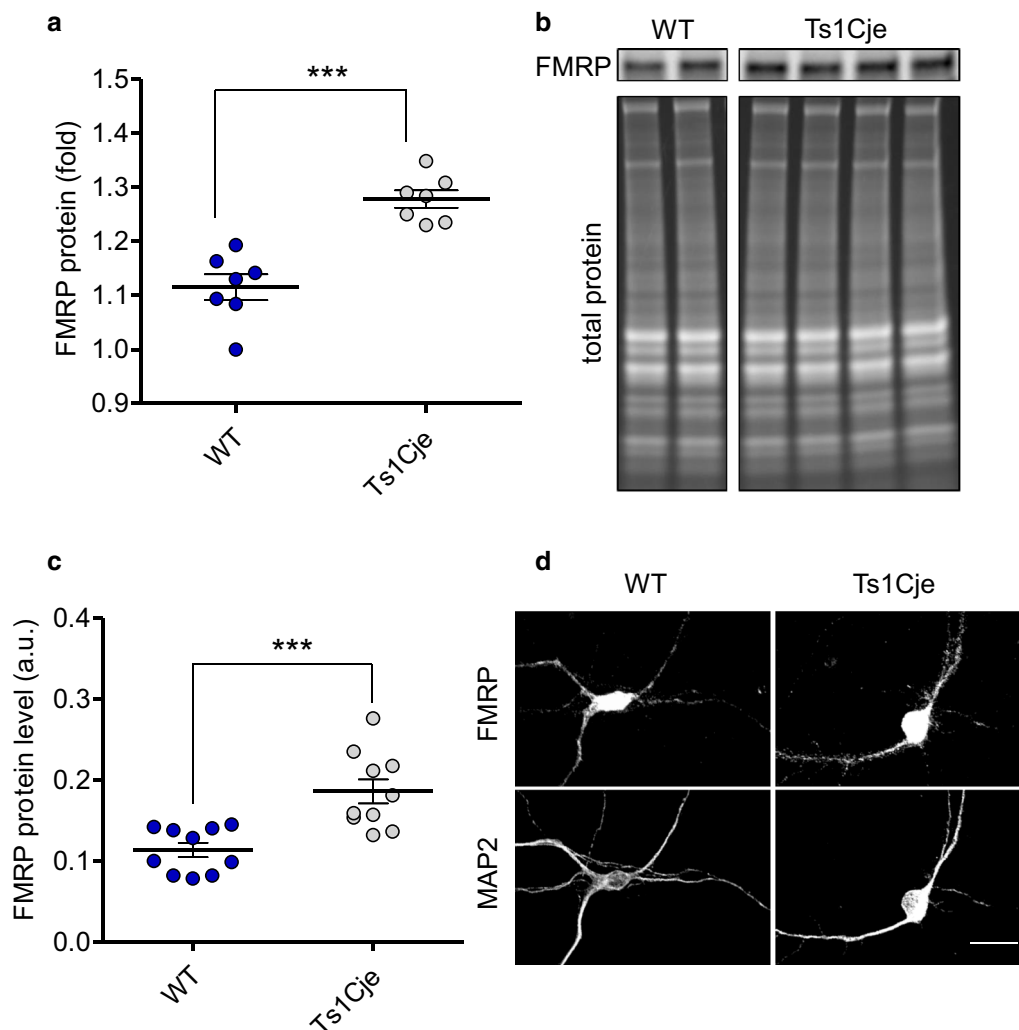 a
FMRP protein (fold)
1.5
1.4
1.3
1.2
1.1
1.0
0.9
***
WT
Ts1Cje
b
WT Ts1Cje
FMRP
total protein
c
FMRP protein level (a.u.)
0.4
0.3
0.2
0.1
0.0
***
WT
Ts1Cje
d
WT Ts1Cje
FMRP
MAP2